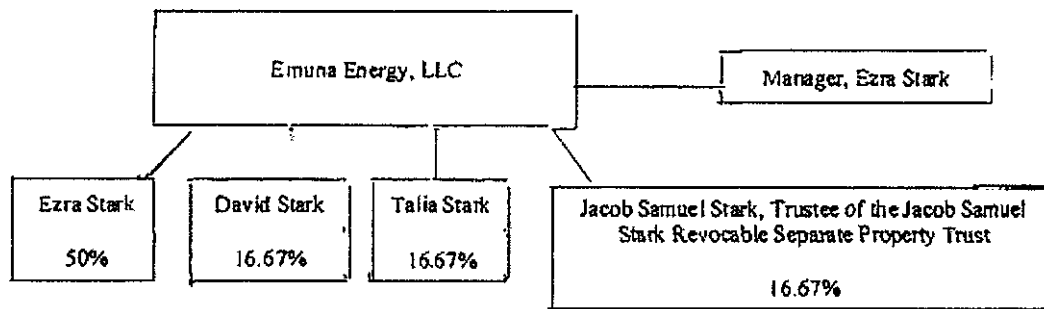 Emuna Energy, LLC
Manager, Ezra Stark
Ezra Stark
50%
David Stark
16.67%
Talia Stark
16.67%
Jacob Samuel Stark, Trustee of the Jacob Samuel
Stark Revocable Separate Property Trust
16.67%